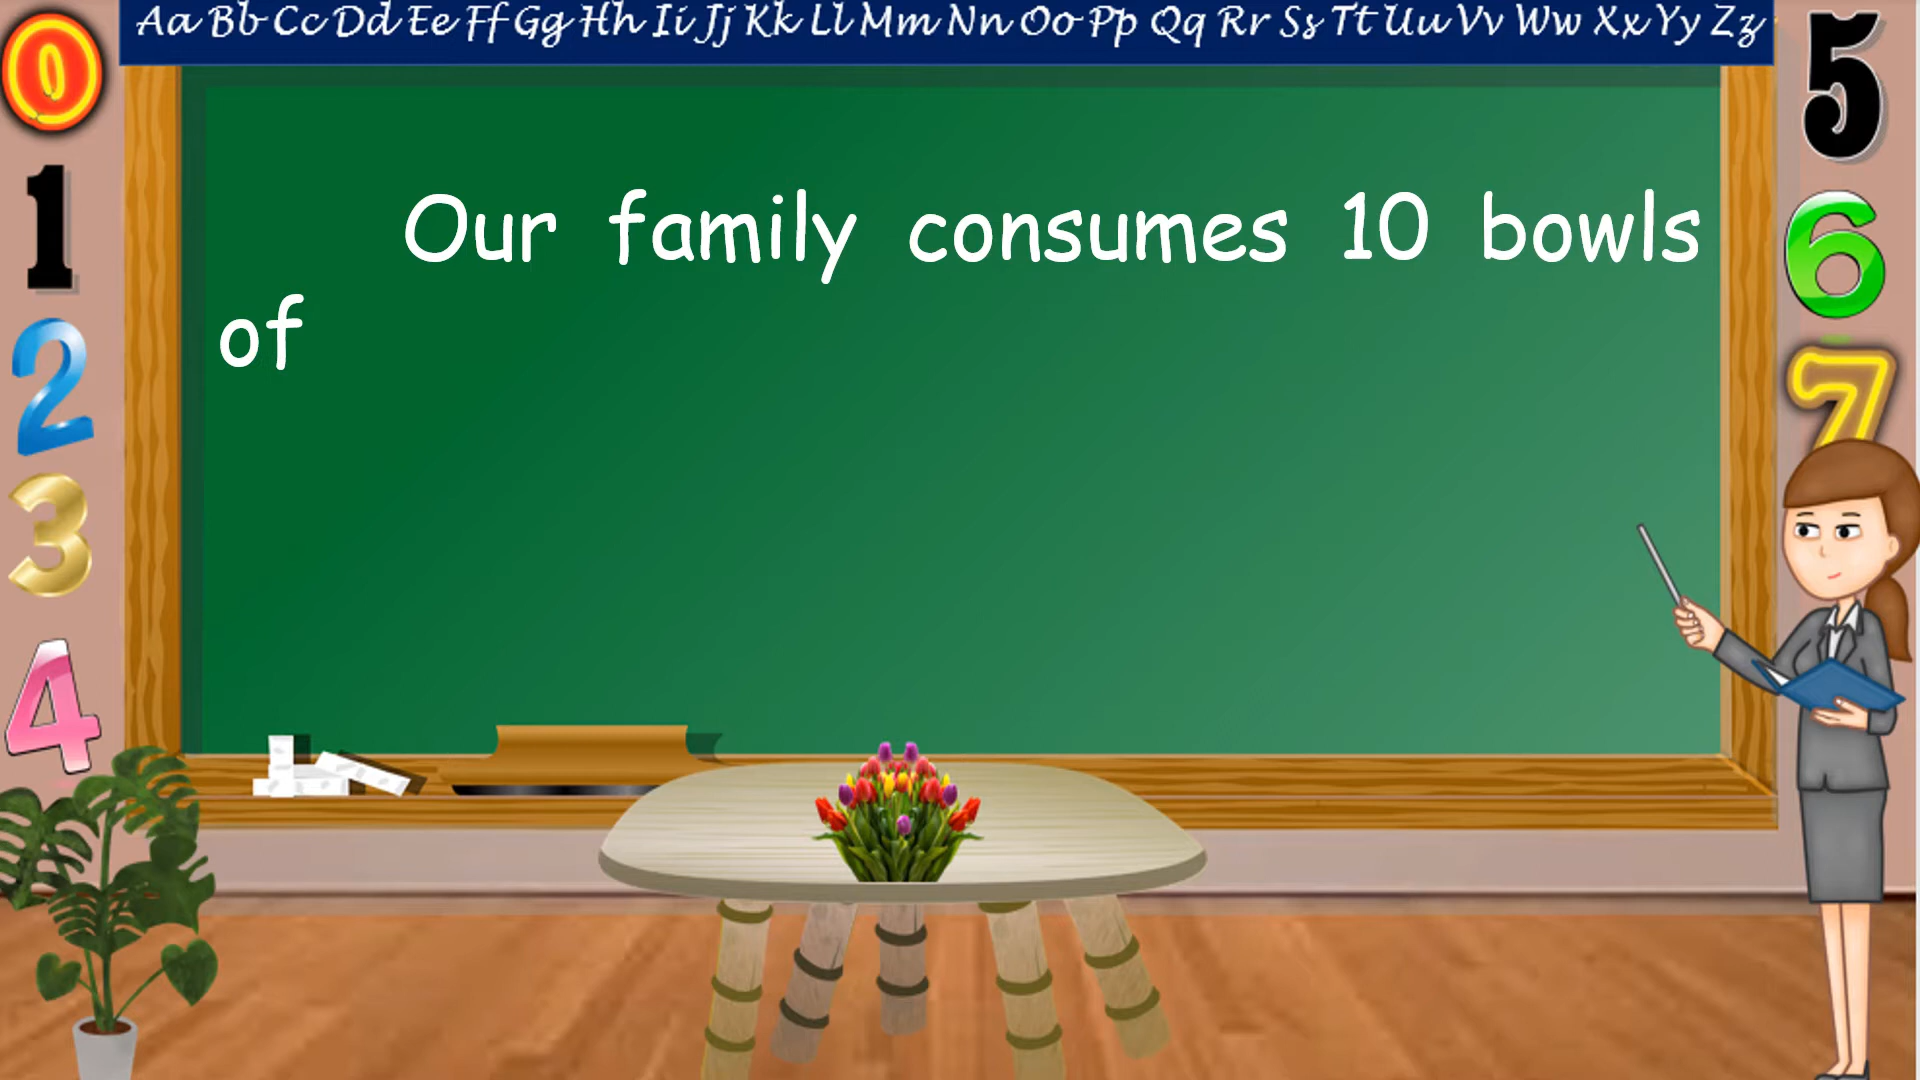 Aa Bb Cc Dd Ee Ff Gg Hh Ii Jj Kk Ll Mm Nn Oo Pp Qq Rr Ss Tt Uu Vv Ww Xx Yy Zz
0
1
2
3
4
Our family consumes 10 bowls
of
5
6
7